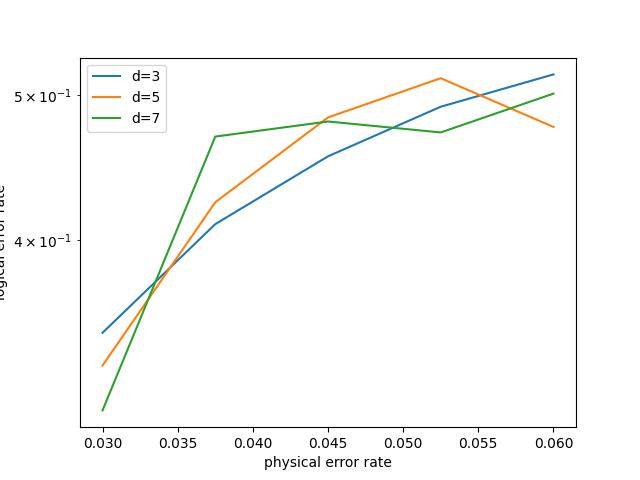 d=3
d=5
d=7
5 × 10⁻¹
4 × 10⁻¹
logical error rate
0.030 0.035 0.040 0.045 0.050 0.055 0.060
physical error rate